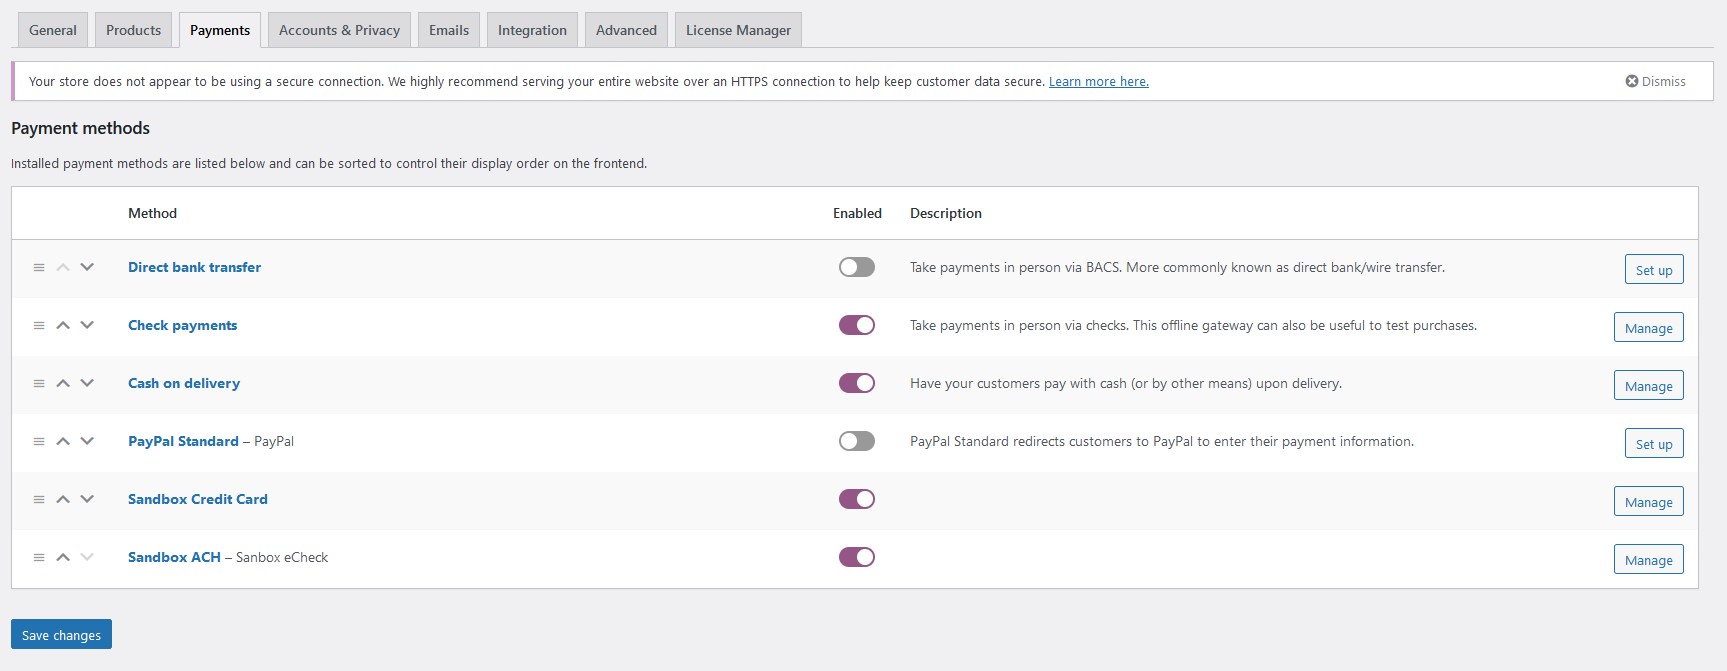 General Products Payments Accounts & Privacy Emails Integration Advanced License Manager
Your store does not appear to be using a secure connection. We highly recommend serving your entire website over an HTTPS connection to help keep customer data secure. Learn more here. Dismiss
Payment methods
Installed payment methods are listed below and can be sorted to control their display order on the frontend.
Method Enabled Description
Direct bank transfer Take payments in person via BACS. More commonly known as direct bank/wire transfer. Set up
Check payments Take payments in person via checks. This offline gateway can also be useful to test purchases. Manage
Cash on delivery Have your customers pay with cash (or by other means) upon delivery. Manage
PayPal Standard – PayPal PayPal Standard redirects customers to PayPal to enter their payment information. Set up
Sandbox Credit Card Manage
Sandbox ACH – Sanbox eCheck Manage
Save changes